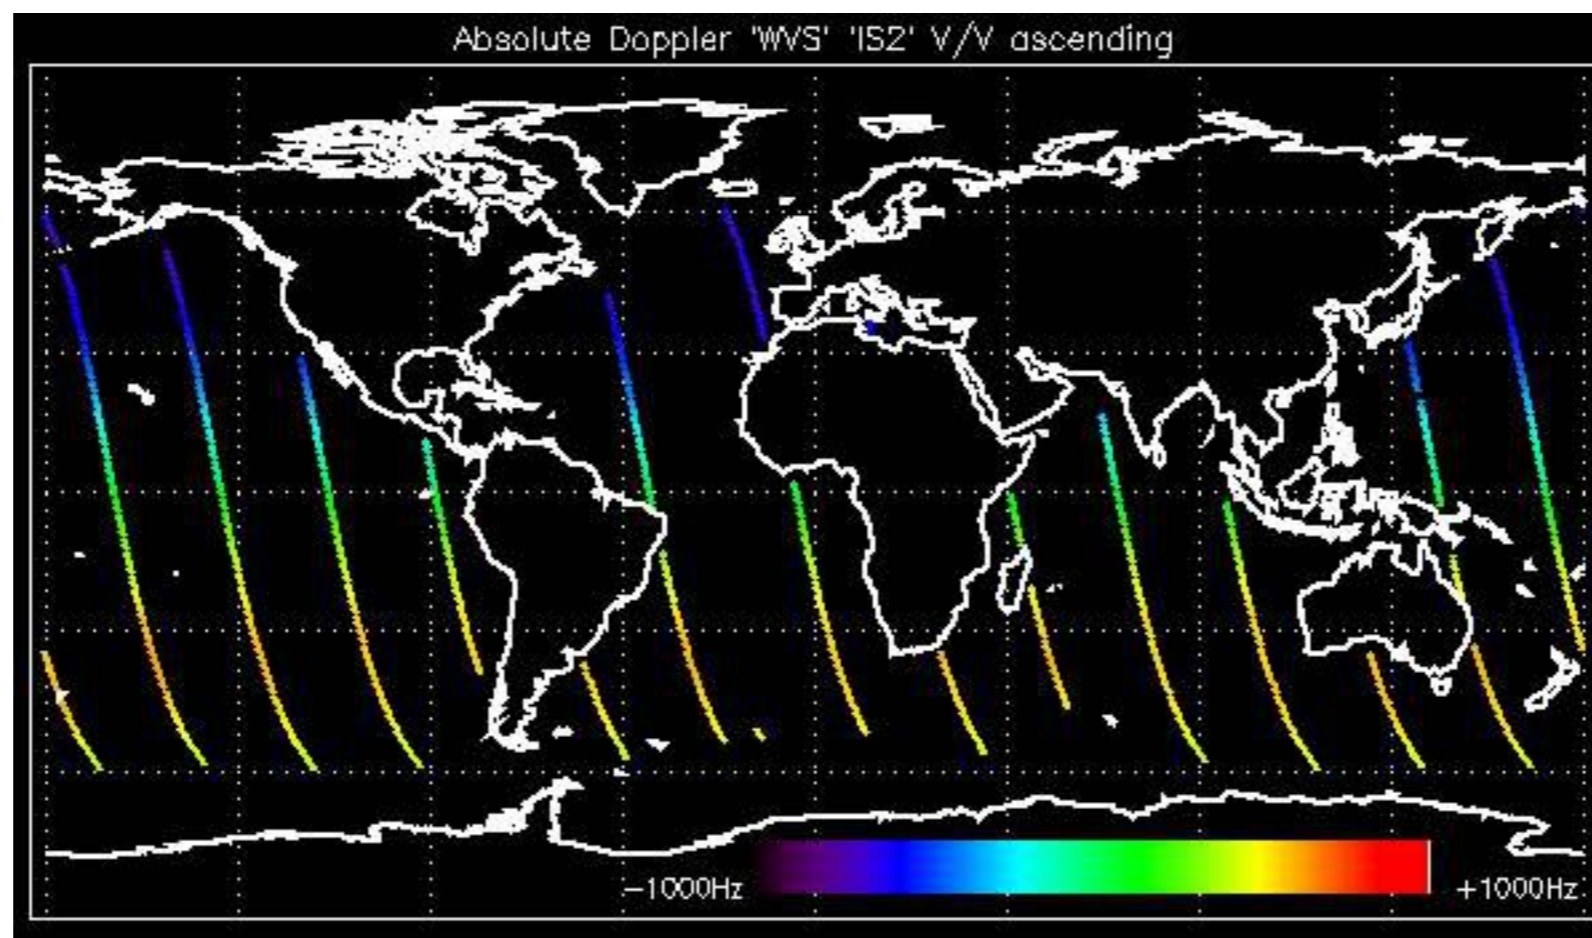 Absolute Doppler 'WVS' 'IS2' V/V ascending
−1000Hz
+1000Hz